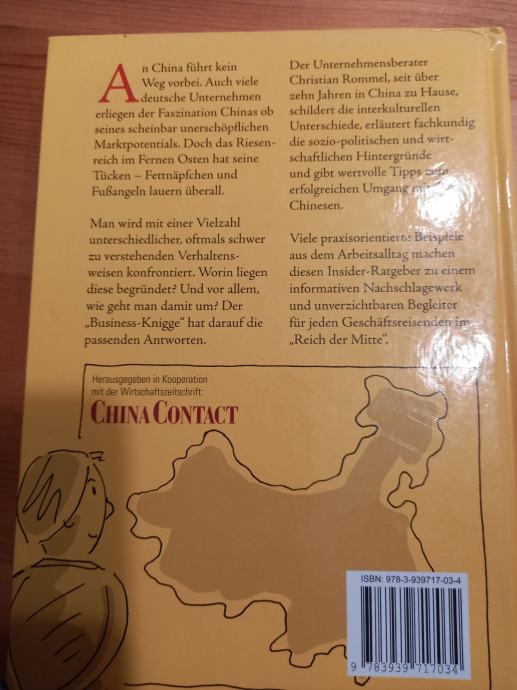 An China führt kein
Weg vorbei. Auch viele
deutsche Unternehmen
erliegen der Faszination Chinas ob
seines scheinbar unerschöpflichen
Marktpotentials. Doch das Riesen-
reich im Fernen Osten hat seine
Tücken – Fettnäpfchen und
Fußangeln lauern überall.
Man wird mit einer Vielzahl
unterschiedlicher, oftmals schwer
zu verstehenden Verhaltens-
weisen konfrontiert. Worin liegen
diese begründet? Und vor allem,
wie geht man damit um? Der
„Business-Knigge“ hat darauf die
passenden Antworten.
Der Unternehmensberater
Christian Rommel, seit über
zehn Jahren in China zu Hause,
schildert die interkulturellen
Unterschiede, erläutert fachkundig
die sozio-politischen und wirt-
schaftlichen Hintergründe
und gibt wertvolle Tipps zum
erfolgreichen Umgang mit den
Chinesen.
Viele praxisorientierte Beispiele
aus dem Arbeitsalltag machen
diesen Insider-Ratgeber zu einem
informativen Nachschlagewerk
und unverzichtbaren Begleiter
für jeden Geschäftsreisenden im
„Reich der Mitte“.
Herausgegeben in Kooperation
mit der Wirtschaftszeitschrift:
CHINA CONTACT
ISBN: 978-3-939717-03-4
9 783939 717034